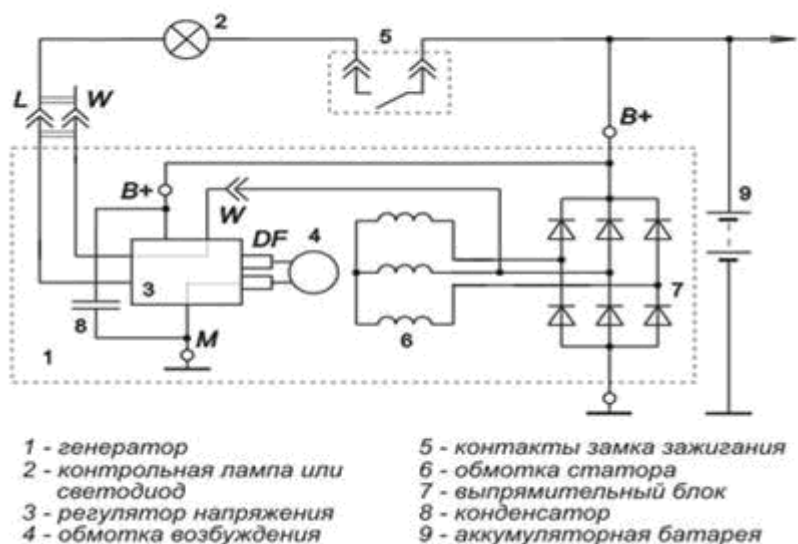 2
5
L
W
B+
B+
W
DF
4
9
3
8
M
6
7
1
1 - генератор
2 - контрольная лампа или
светодиод
3 - регулятор напряжения
4 - обмотка возбуждения
5 - контакты замка зажигания
6 - обмотка статора
7 - выпрямительный блок
8 - конденсатор
9 - аккумуляторная батарея